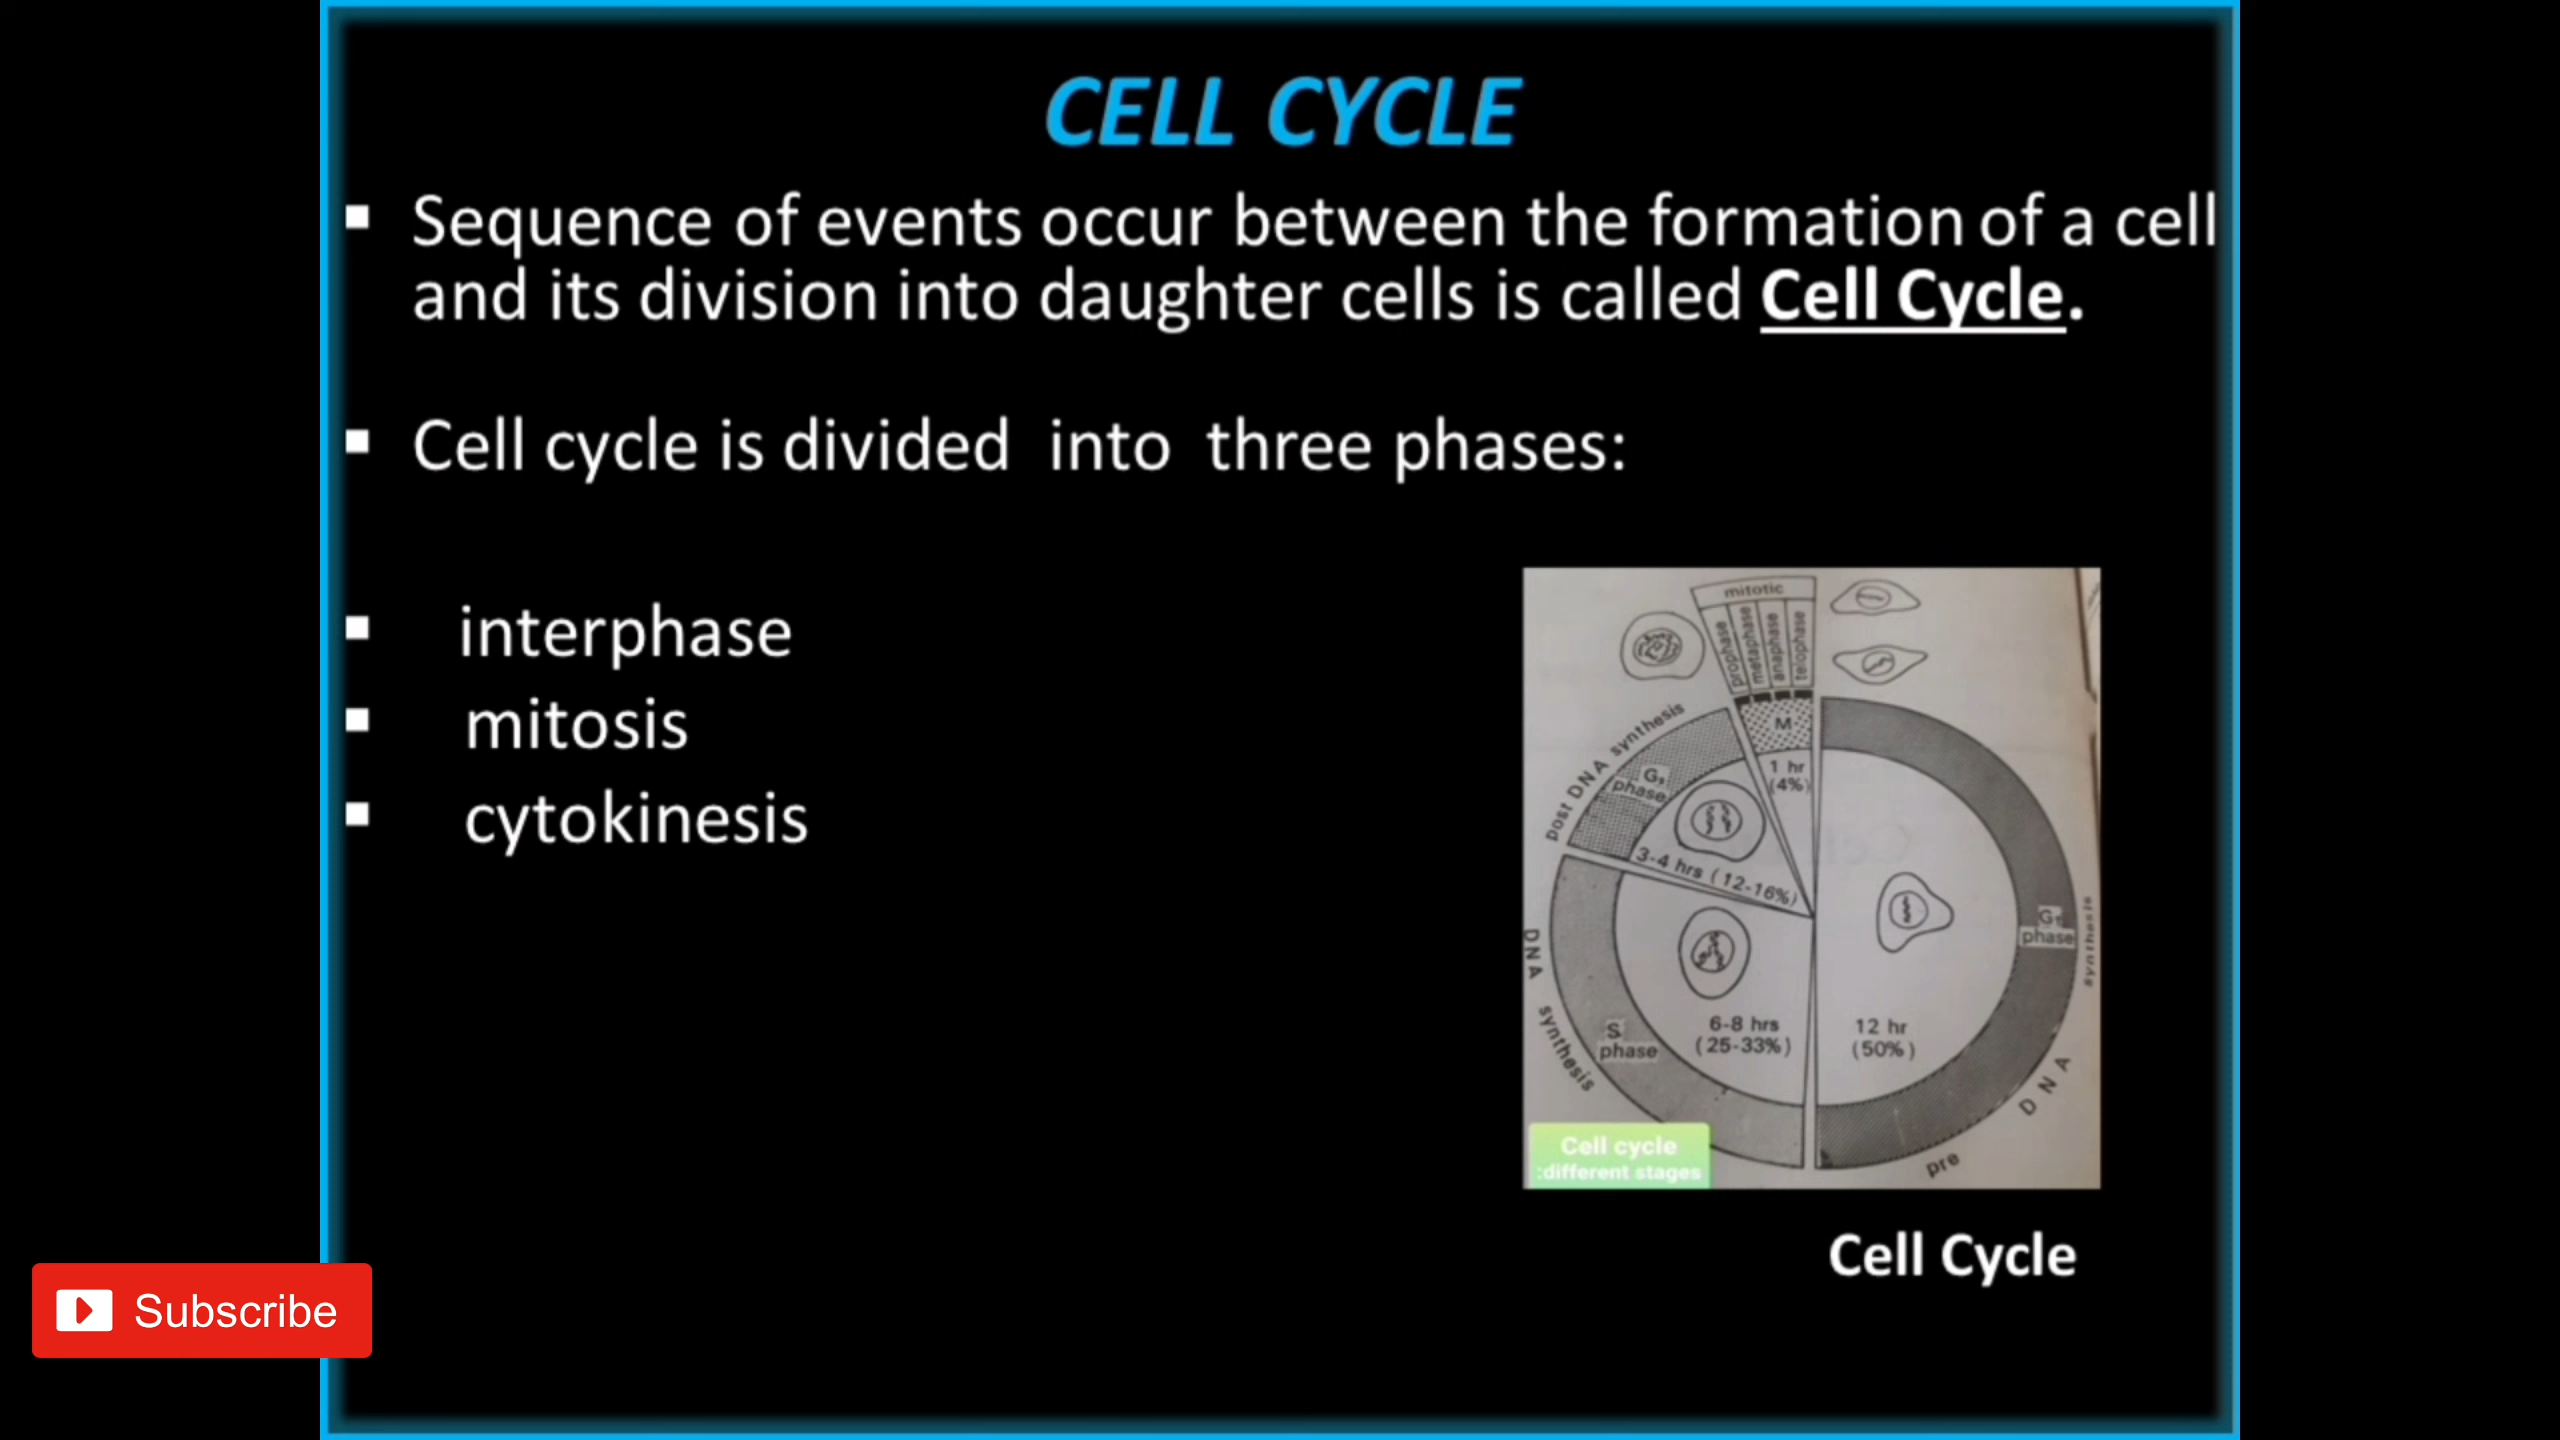 CELL CYCLE
Sequence of events occur between the formation of a cell
and its division into daughter cells is called Cell Cycle.
Cell cycle is divided into three phases:
interphase
mitosis
cytokinesis
mitotic
prophase
metaphase
anaphase
telophase
M
1 hr
(4%)
post DNA synthesis
phase
3-4 hrs (12-16%)
DNA synthesis
S
phase
6-8 hrs
(25-33%)
12 hr
(50%)
G₁
phase
pre DNA synthesis
Cell cycle
:different stages
Cell Cycle
Subscribe